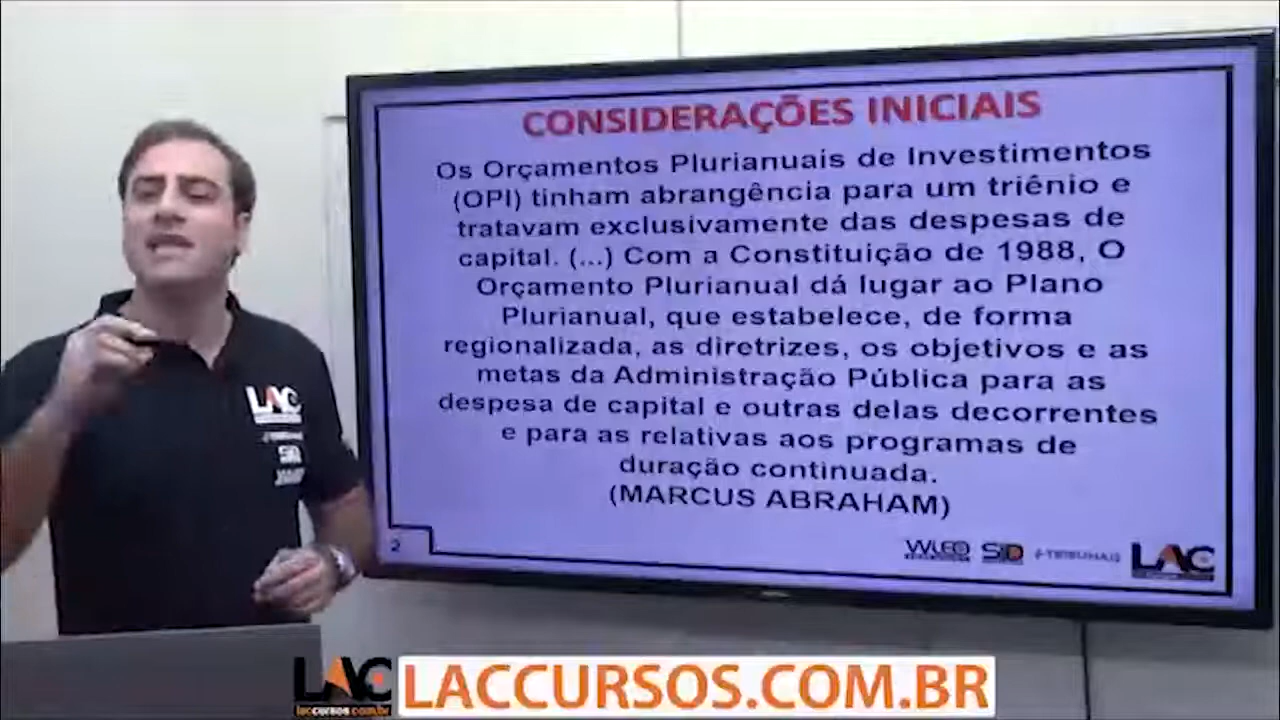 CONSIDERAÇÕES INICIAIS
Os Orçamentos Plurianuais de Investimentos
(OPI) tinham abrangência para um triênio e
tratavam exclusivamente das despesas de
capital. (...) Com a Constituição de 1988, O
Orçamento Plurianual dá lugar ao Plano
Plurianual, que estabelece, de forma
regionalizada, as diretrizes, os objetivos e as
metas da Administração Pública para as
despesa de capital e outras delas decorrentes
e para as relativas aos programas de
duração continuada.
(MARCUS ABRAHAM)
2
LAC
LAC
LAC
laccursos.com.br
LACCURSOS.COM.BR